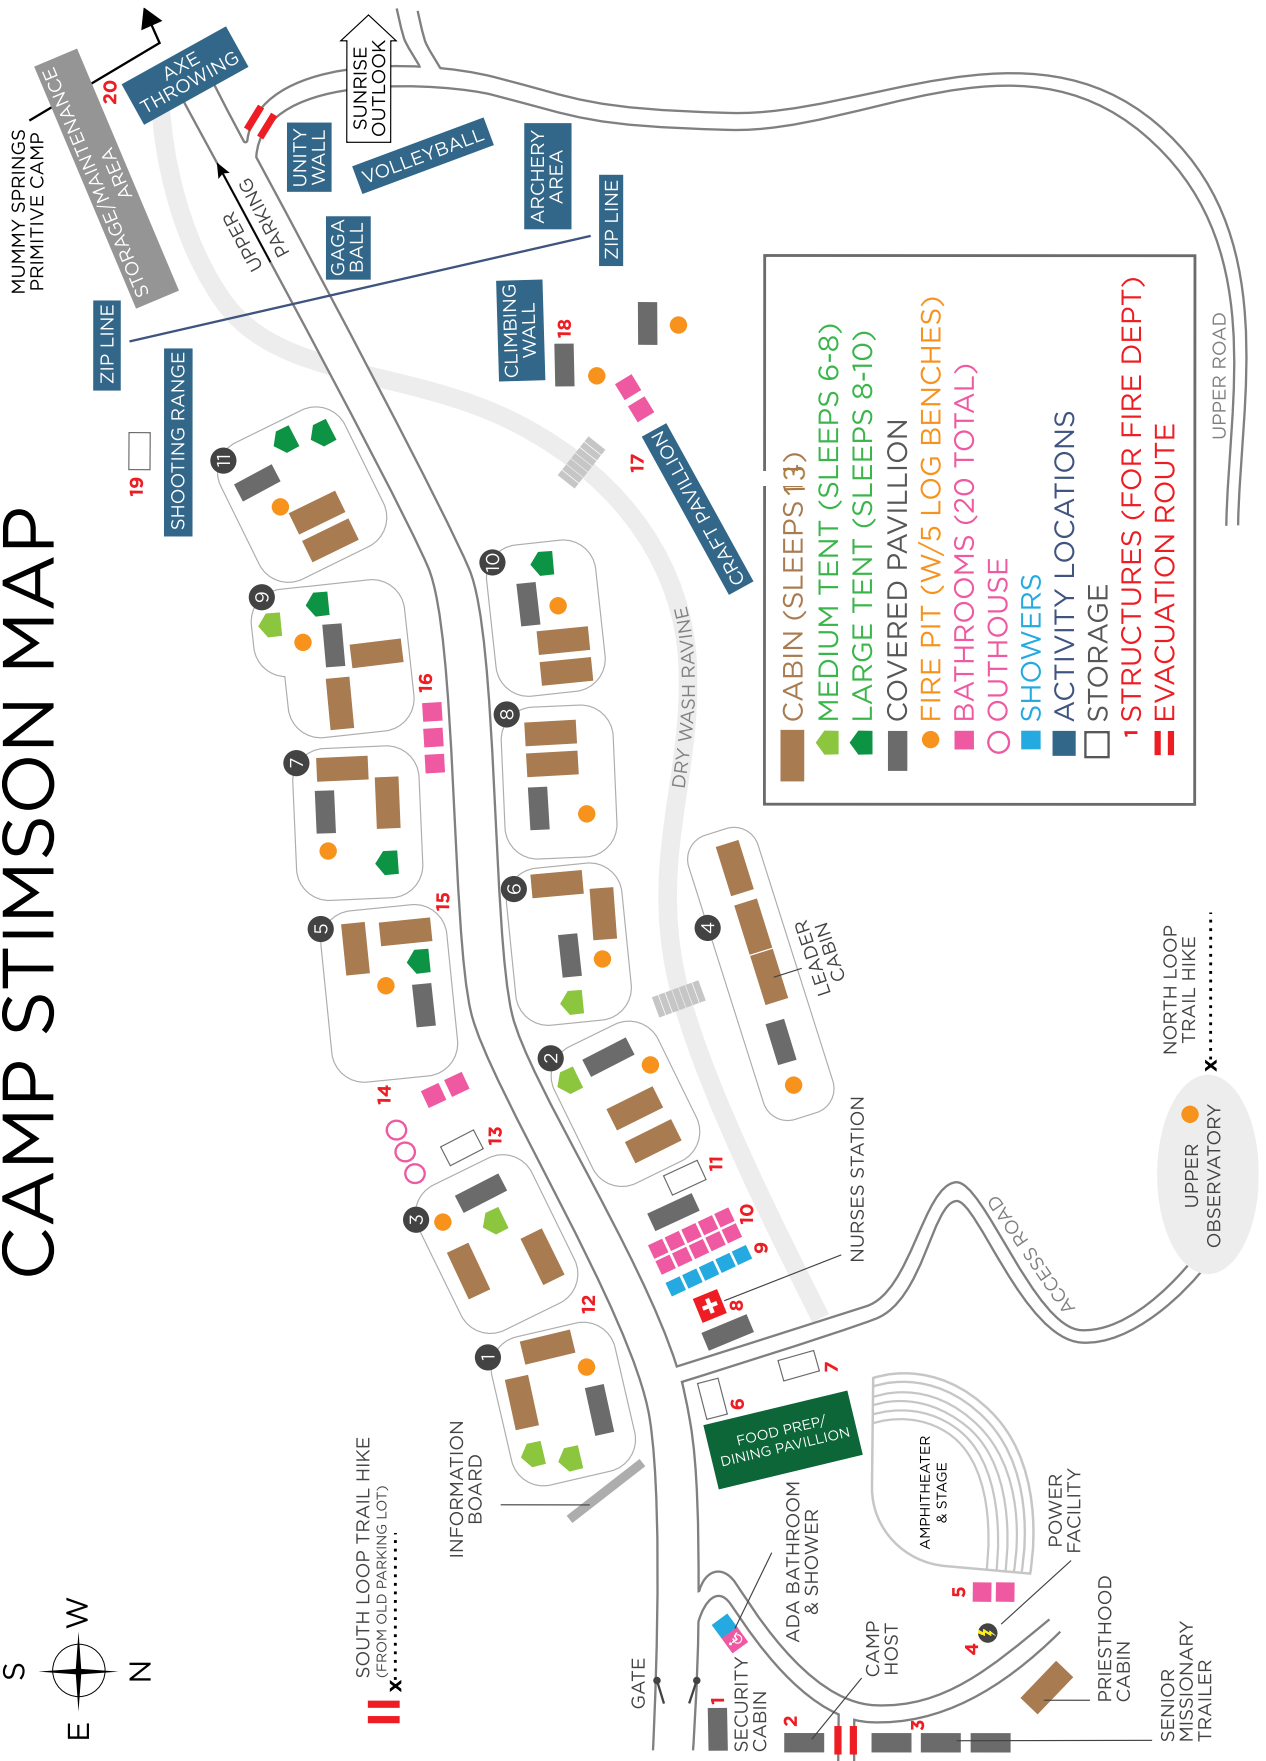 CAMP STIMSON MAP
S
W
E
N
MUMMY SPRINGS
PRIMITIVE CAMP
20
STORAGE/MAINTENANCE
AREA
AXE
THROWING
SUNRISE
OUTLOOK
UNITY
WALL
VOLLEYBALL
UPPER
PARKING
GAGA
BALL
ARCHERY
AREA
ZIP LINE
ZIP LINE
CLIMBING
WALL
18
SHOOTING RANGE
19
17
CRAFT PAVILLION
11
9
16
10
7
8
DRY WASH RAVINE
5
15
6
4
LEADER
CABIN
14
13
2
3
11
10
9
8
NURSES STATION
12
1
7
6
FOOD PREP/
DINING PAVILLION
INFORMATION
BOARD
SOUTH LOOP TRAIL HIKE
(FROM OLD PARKING LOT)
x
GATE
1
SECURITY
CABIN
ADA BATHROOM
& SHOWER
2
CAMP
HOST
3
AMPHITHEATER
& STAGE
5
4
POWER
FACILITY
PRIESTHOOD
CABIN
SENIOR
MISSIONARY
TRAILER
ACCESS ROAD
UPPER
OBSERVATORY
NORTH LOOP
TRAIL HIKE
x
UPPER ROAD
CABIN (SLEEPS 13)
MEDIUM TENT (SLEEPS 6-8)
LARGE TENT (SLEEPS 8-10)
COVERED PAVILLION
FIRE PIT (W/5 LOG BENCHES)
BATHROOMS (20 TOTAL)
OUTHOUSE
SHOWERS
ACTIVITY LOCATIONS
STORAGE
1 STRUCTURES (FOR FIRE DEPT)
EVACUATION ROUTE